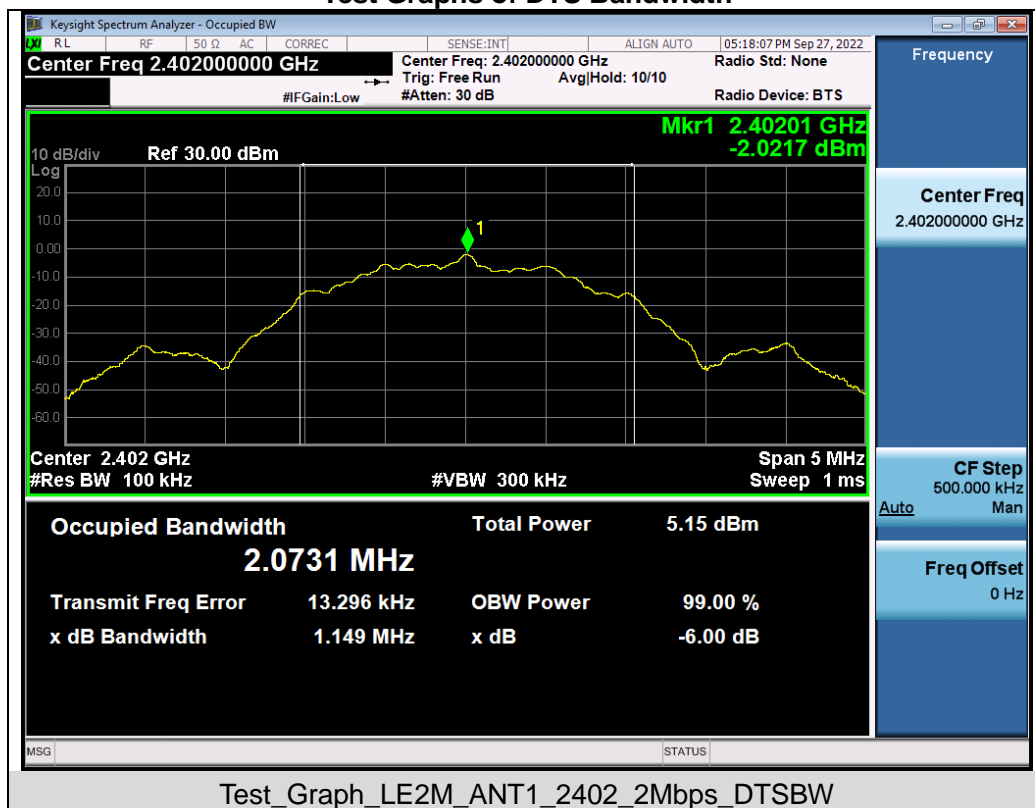 Test Graphs of DTS Bandwidth
Keysight Spectrum Analyzer - Occupied BW
LXI RL RF 50 Ω AC CORREC SENSE:INT ALIGN AUTO 05:18:07 PM Sep 27, 2022
Center Freq 2.402000000 GHz
Center Freq: 2.402000000 GHz Radio Std: None
Trig: Free Run Avg|Hold: 10/10
#IFGain:Low #Atten: 30 dB Radio Device: BTS
Mkr1 2.40201 GHz
-2.0217 dBm
10 dB/div Ref 30.00 dBm
Log
20.0
10.0
0.00
-10.0
-20.0
-30.0
-40.0
-50.0
-60.0
1
Center 2.402 GHz Span 5 MHz
#Res BW 100 kHz #VBW 300 kHz Sweep 1 ms
Occupied Bandwidth Total Power 5.15 dBm
2.0731 MHz
Transmit Freq Error 13.296 kHz OBW Power 99.00 %
x dB Bandwidth 1.149 MHz x dB -6.00 dB
MSG STATUS
Frequency
Center Freq
2.402000000 GHz
CF Step
500.000 kHz
Auto Man
Freq Offset
0 Hz
Test_Graph_LE2M_ANT1_2402_2Mbps_DTSBW